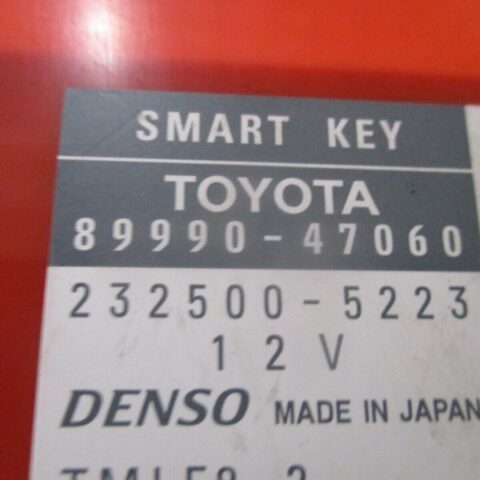 SMART KEY
TOYOTA
89990-47060
232500-5223
12V
DENSO MADE IN JAPAN